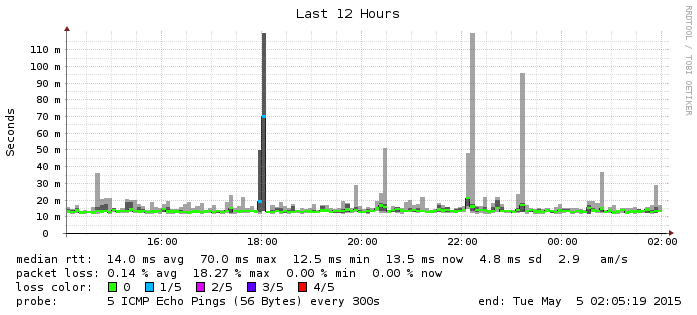 Last 12 Hours
RRDTOOL / TOBI OETIKER
Seconds
110 m
100 m
90 m
80 m
70 m
60 m
50 m
40 m
30 m
20 m
10 m
0
16:00 18:00 20:00 22:00 00:00 02:00
median rtt: 14.0 ms avg 70.0 ms max 12.5 ms min 13.5 ms now 4.8 ms sd 2.9 am/s
packet loss: 0.14 % avg 18.27 % max 0.00 % min 0.00 % now
loss color: 0 1/5 2/5 3/5 4/5
probe: 5 ICMP Echo Pings (56 Bytes) every 300s end: Tue May 5 02:05:19 2015